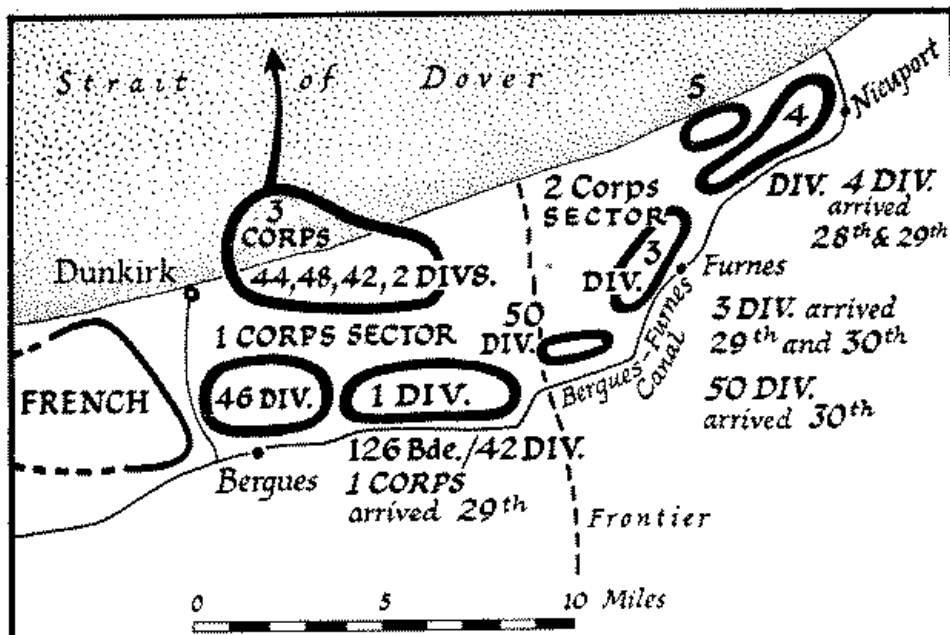 Strait of Dover
5
4
Nieuport
DIV. 4 DIV.
arrived
28th & 29th
2 Corps
SECTOR
3
DIV.
Furnes
3
CORPS
44,48,42,2 DIVS.
Dunkirk
1 CORPS SECTOR
50
DIV.
Bergues-Furnes
Canal
3 DIV. arrived
29th and 30th
50 DIV.
arrived 30th
FRENCH
46 DIV.
1 DIV.
126 Bde./42 DIV.
1 CORPS
arrived 29th
Bergues
Frontier
0 5 10 Miles